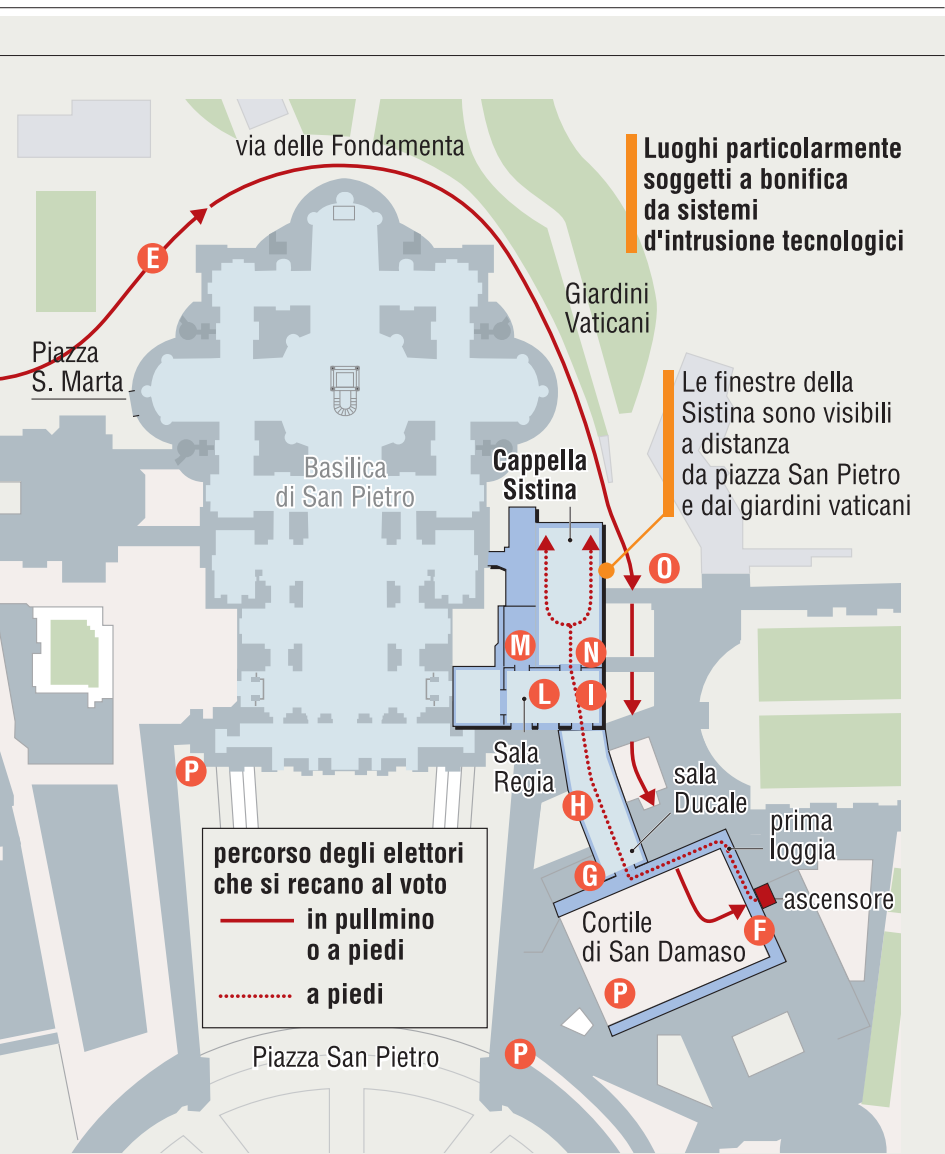 via delle Fondamenta
Luoghi particolarmente
soggetti a bonifica
da sistemi
d'intrusione tecnologici
E
Giardini
Vaticani
Piazza
S. Marta
Le finestre della
Sistina sono visibili
a distanza
da piazza San Pietro
e dai giardini vaticani
Basilica
di San Pietro
Cappella
Sistina
O
M
N
L
I
Sala
Regia
P
H
sala
Ducale
prima
loggia
G
ascensore
F
Cortile
di San Damaso
P
percorso degli elettori
che si recano al voto
in pullmino
o a piedi
a piedi
Piazza San Pietro
P